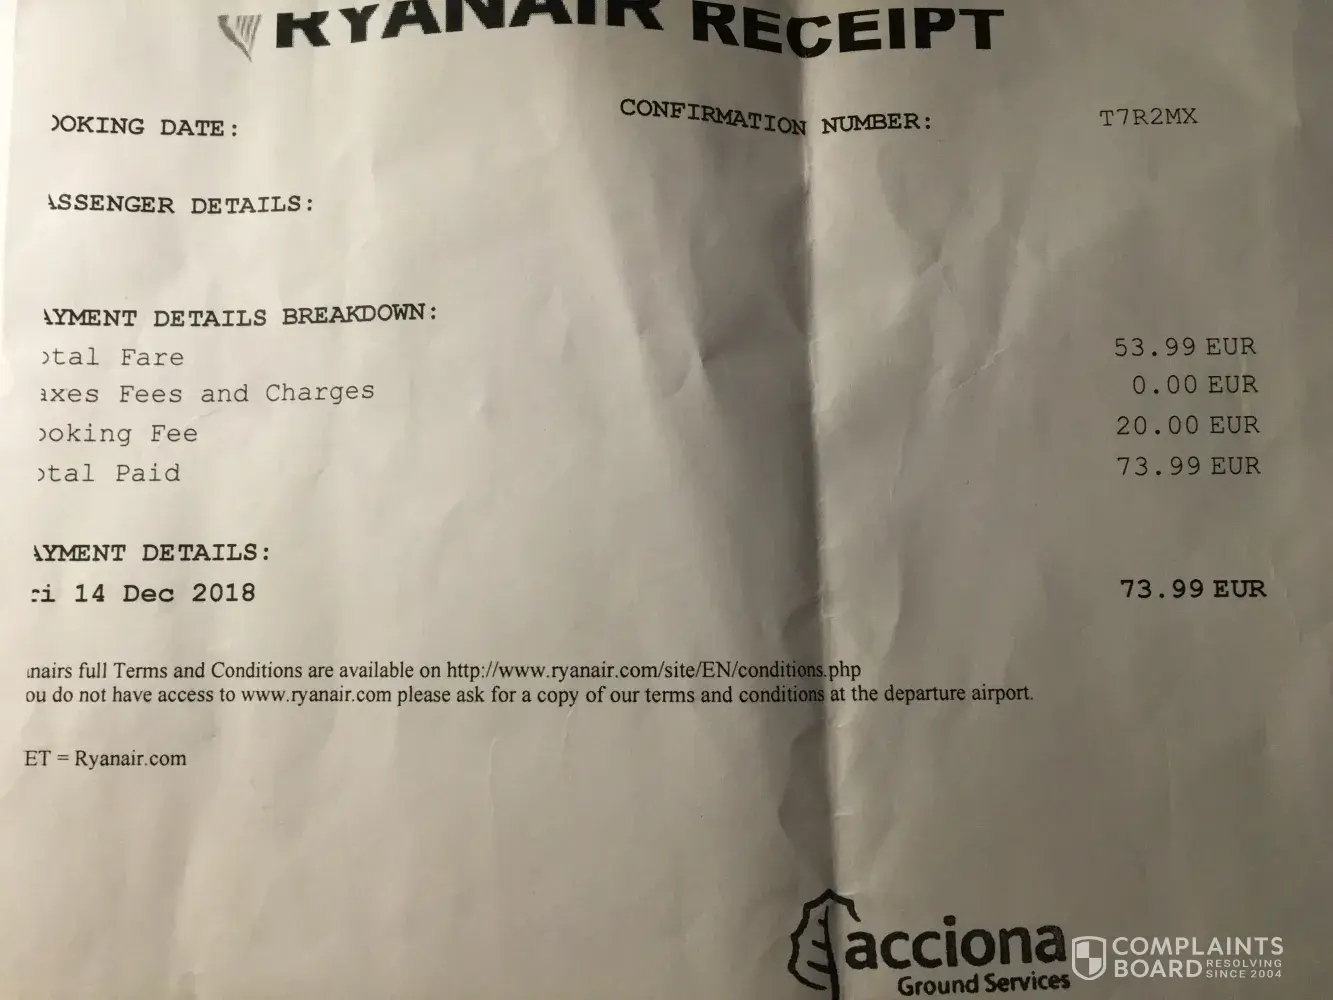 RYANAIR RECEIPT
OOKING DATE: CONFIRMATION NUMBER: T7R2MX
ASSENGER DETAILS:
AYMENT DETAILS BREAKDOWN:
otal Fare 53.99 EUR
axes Fees and Charges 0.00 EUR
ooking Fee 20.00 EUR
otal Paid 73.99 EUR
AYMENT DETAILS:
ri 14 Dec 2018 73.99 EUR
nairs full Terms and Conditions are available on http://www.ryanair.com/site/EN/conditions.php
ou do not have access to www.ryanair.com please ask for a copy of our terms and conditions at the departure airport.
ET = Ryanair.com
acciona
Ground Services
COMPLAINTS
BOARD RESOLVING
SINCE 2004